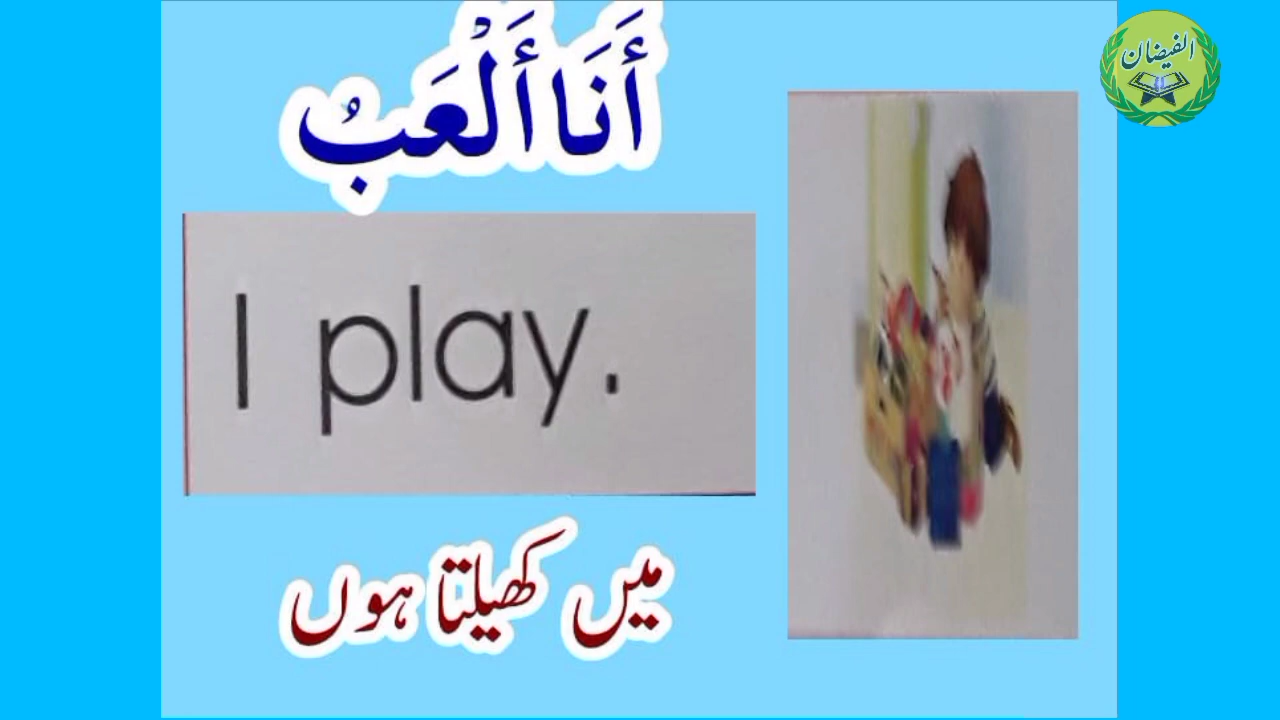 أَنَا أَلْعَبُ
الفیضان
I play.
میں کھیلتا ہوں